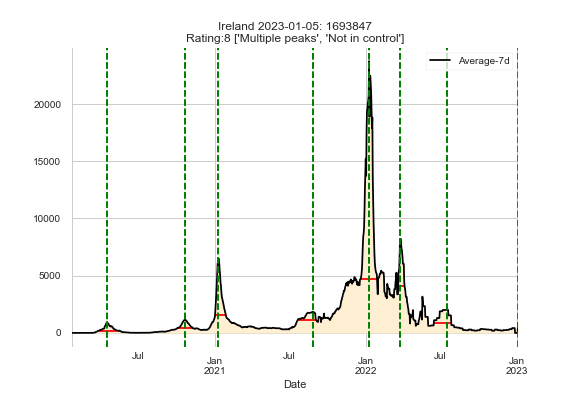 Ireland 2023-01-05: 1693847
Rating:8 ['Multiple peaks', 'Not in control']
Average-7d
20000
15000
10000
5000
0
Jul
Jan
2021
Jul
Jan
2022
Jul
Jan
2023
Date